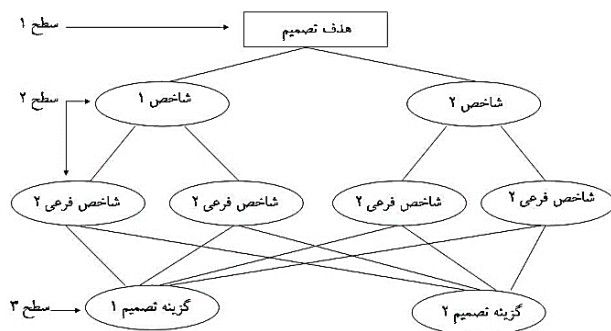 سطح ۱
هدف تصمیم
سطح ۲
شاخص ۱
شاخص ۲
شاخص فرعی ۲
شاخص فرعی ۲
شاخص فرعی ۲
شاخص فرعی ۲
سطح ۳
گزینه تصمیم ۱
گزینه تصمیم ۲